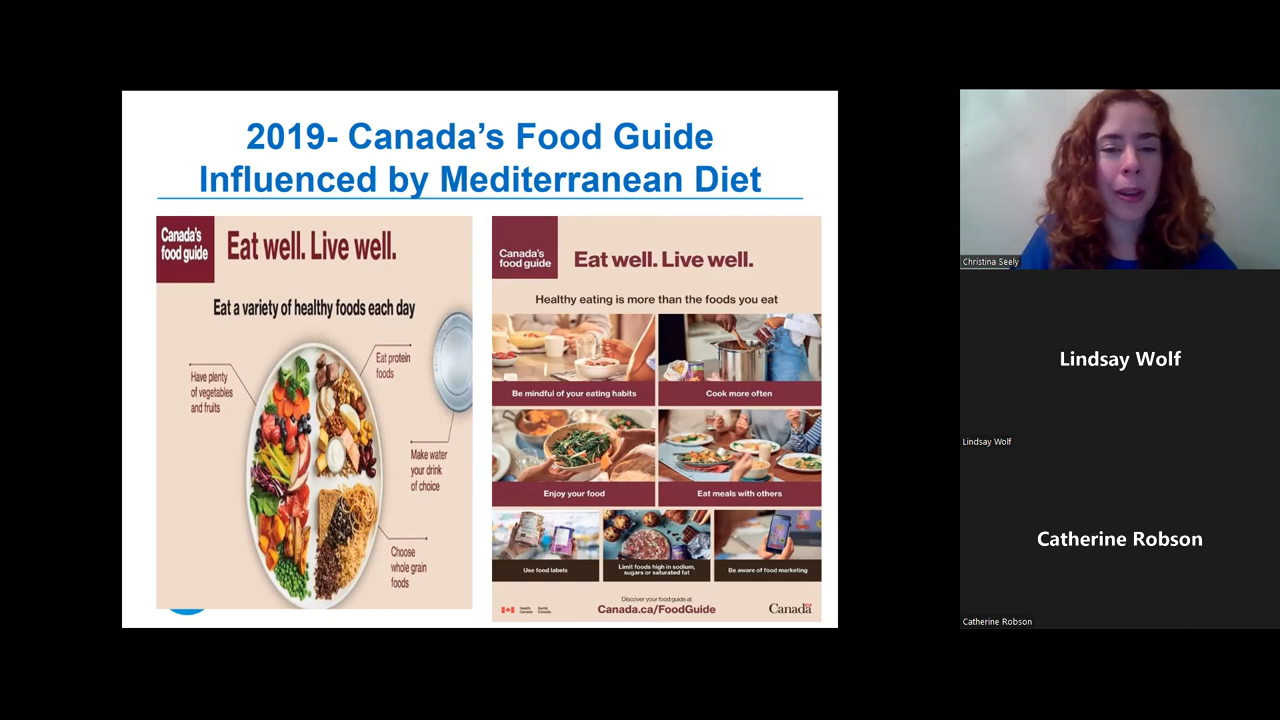 2019- Canada's Food Guide
Influenced by Mediterranean Diet
Canada's
food guide
Eat well. Live well.
Eat a variety of healthy foods each day
Have plenty
of vegetables
and fruits
Eat protein
foods
Make water
your drink
of choice
Choose
whole grain
foods
Canada's
food guide
Eat well. Live well.
Healthy eating is more than the foods you eat
Be mindful of your eating habits
Cook more often
Enjoy your food
Eat meals with others
Use food labels
Limit foods high in sodium,
sugars or saturated fat
Be aware of food marketing
Health
Canada
Santé
Canada
Discover your food guide at
Canada.ca/FoodGuide
Canada
Christina Seely
Lindsay Wolf
Lindsay Wolf
Catherine Robson
Catherine Robson